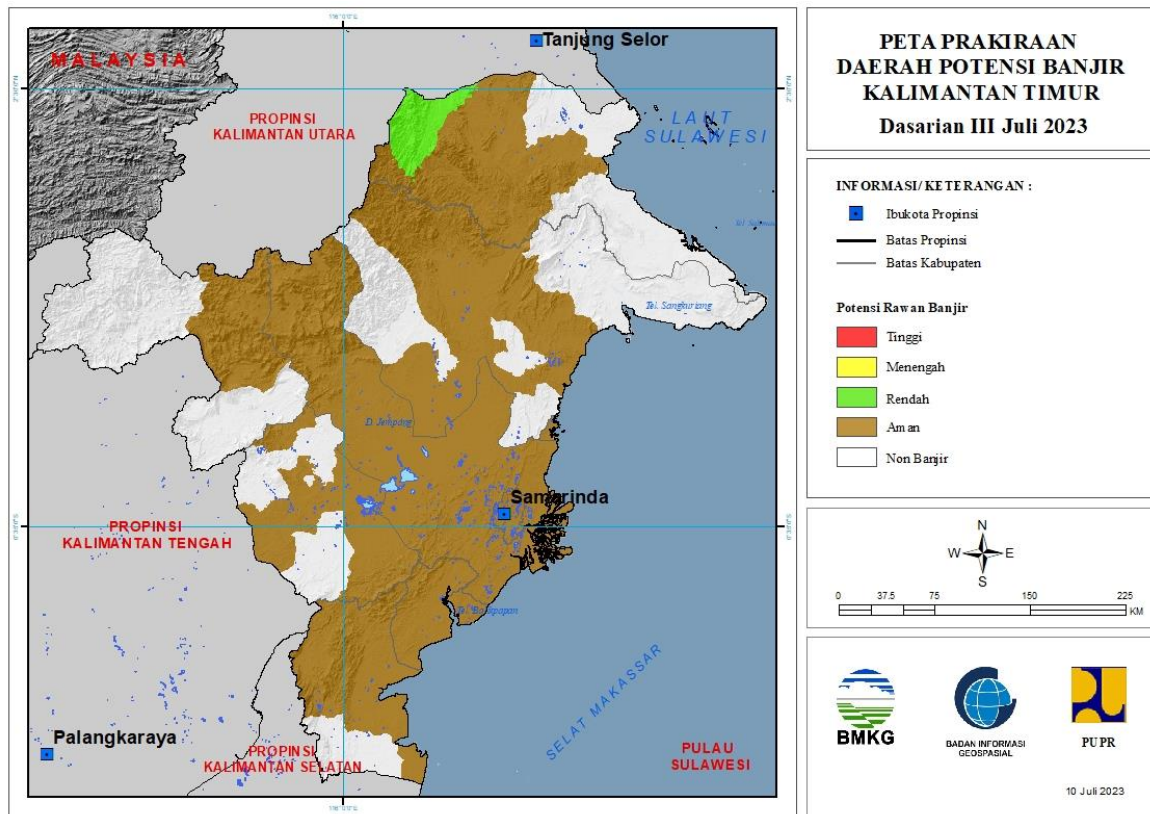 Tanjung Selor
MALAYSIA
PROPINSI
KALIMANTAN UTARA
LAUT
SULAWESI
Tel. Sangkuriang
D. Jempang
Samarinda
PROPINSI
KALIMANTAN TENGAH
Tl. Balikpapan
SELAT MAKASSAR
Palangkaraya
PROPINSI
KALIMANTAN SELATAN
PULAU
SULAWESI
PETA PRAKIRAAN
DAERAH POTENSI BANJIR
KALIMANTAN TIMUR
Dasarian III Juli 2023
INFORMASI/ KETERANGAN :
Ibukota Propinsi
Batas Propinsi
Batas Kabupaten
Potensi Rawan Banjir
Tinggi
Menengah
Rendah
Aman
Non Banjir
N
W E
S
0 37.5 75 150 225
KM
BMKG
BADAN INFORMASI
GEOSPASIAL
PUPR
10 Juli 2023